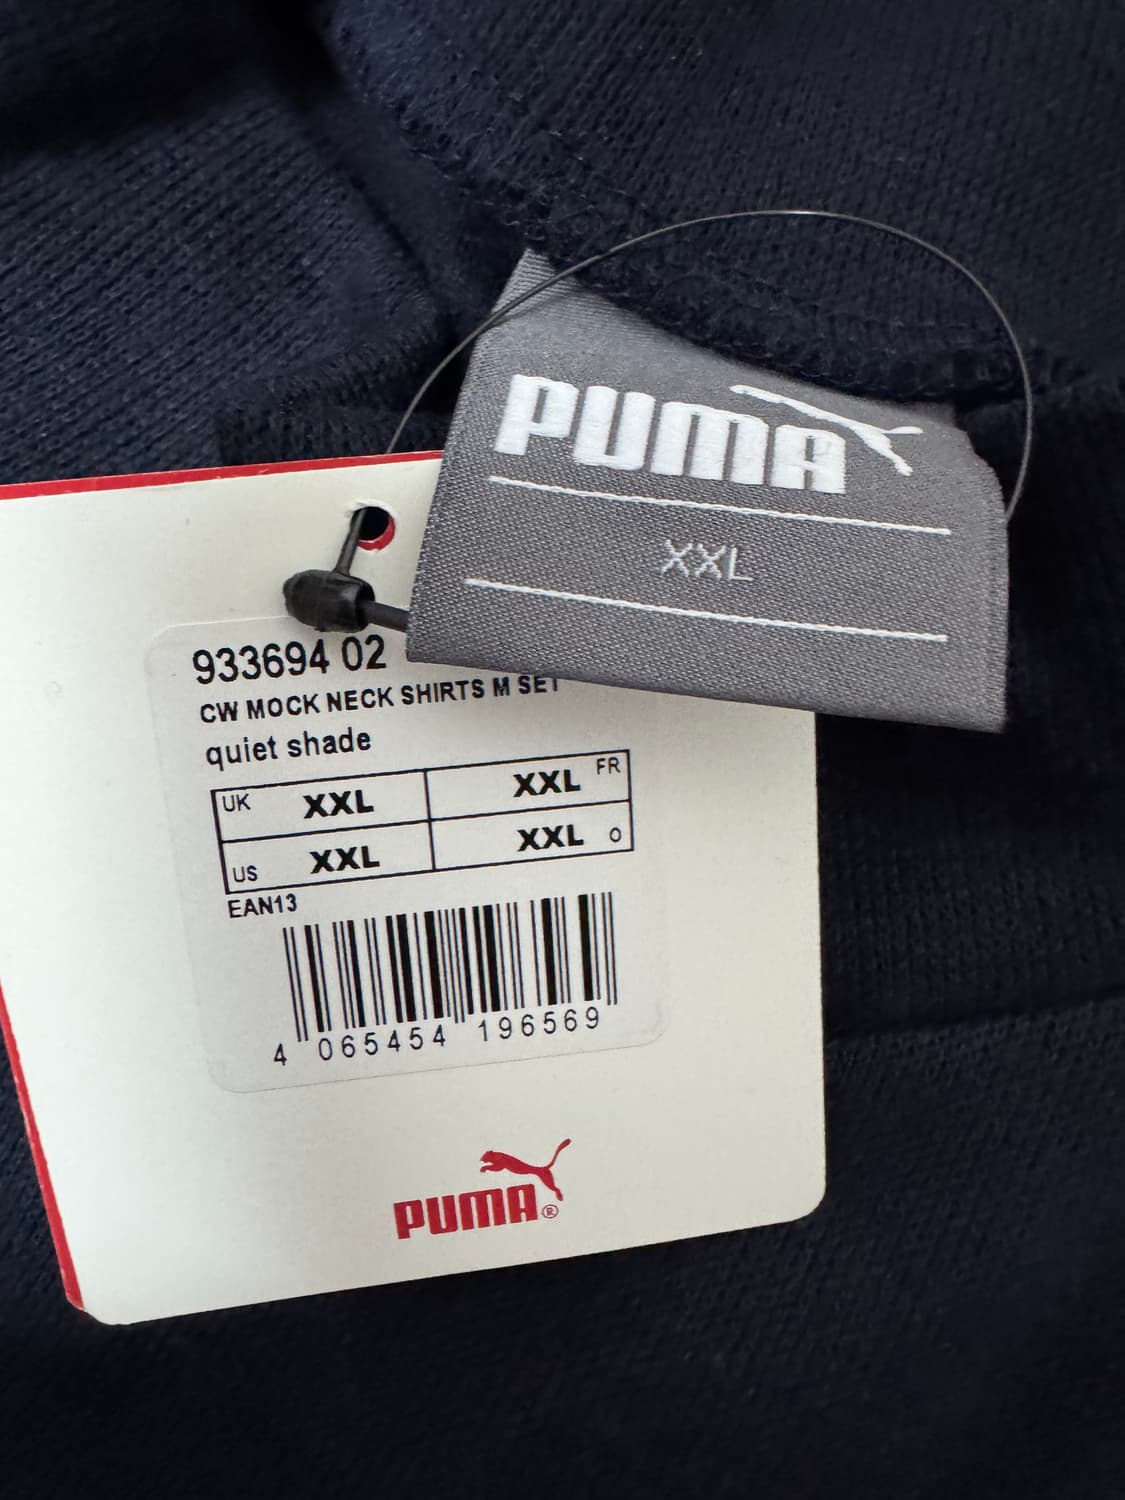 PUMA
XXL
933694 02
CW MOCK NECK SHIRTS M SET
quiet shade
UK XXL XXL FR
US XXL XXL O
EAN13
4 065454 196569
PUMA®